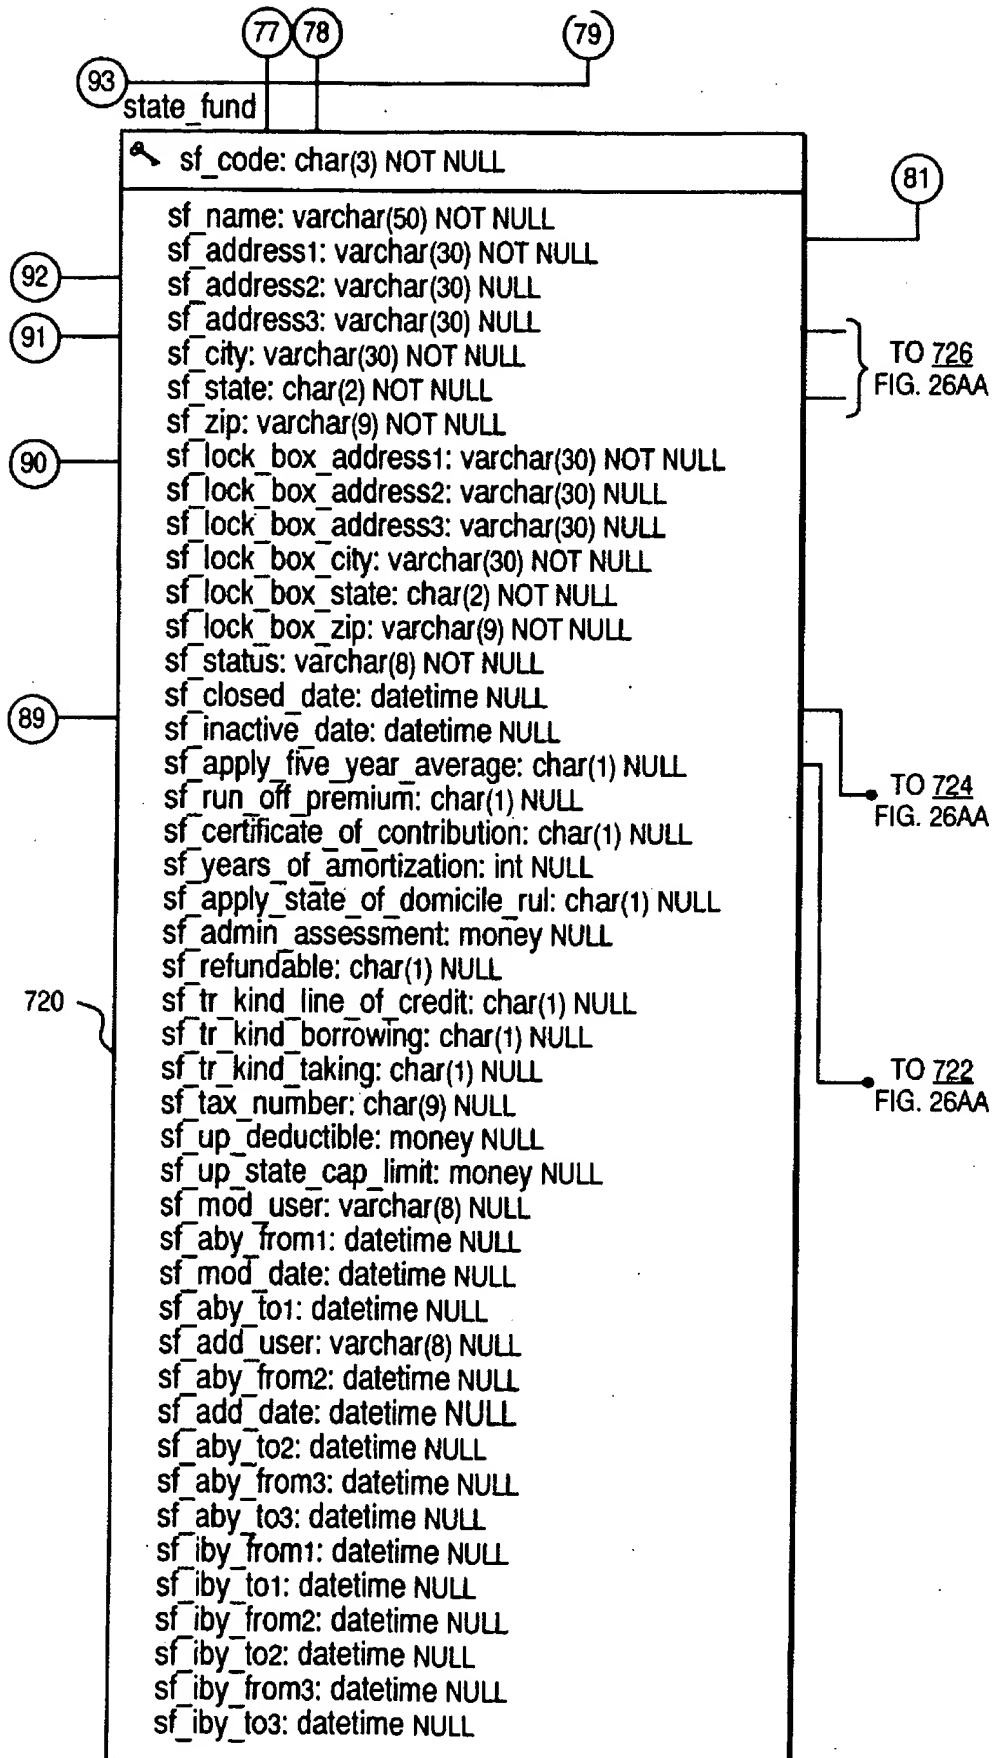 77 78 79
93
state_fund
sf_code: char(3) NOT NULL
81
sf_name: varchar(50) NOT NULL
sf_address1: varchar(30) NOT NULL
92 sf_address2: varchar(30) NULL
sf_address3: varchar(30) NULL
91 sf_city: varchar(30) NOT NULL
TO 726
FIG. 26AA
sf_state: char(2) NOT NULL
sf_zip: varchar(9) NOT NULL
90 sf_lock_box_address1: varchar(30) NOT NULL
sf_lock_box_address2: varchar(30) NULL
sf_lock_box_address3: varchar(30) NULL
sf_lock_box_city: varchar(30) NOT NULL
sf_lock_box_state: char(2) NOT NULL
sf_lock_box_zip: varchar(9) NOT NULL
sf_status: varchar(8) NOT NULL
sf_closed_date: datetime NULL
89 sf_inactive_date: datetime NULL
sf_apply_five_year_average: char(1) NULL
sf_run_off_premium: char(1) NULL
TO 724
FIG. 26AA
sf_certificate_of_contribution: char(1) NULL
sf_years_of_amortization: int NULL
sf_apply_state_of_domicile_rul: char(1) NULL
sf_admin_assessment: money NULL
sf_refundable: char(1) NULL
720 sf_tr_kind_line_of_credit: char(1) NULL
sf_tr_kind_borrowing: char(1) NULL
sf_tr_kind_taking: char(1) NULL
TO 722
FIG. 26AA
sf_tax_number: char(9) NULL
sf_up_deductible: money NULL
sf_up_state_cap_limit: money NULL
sf_mod_user: varchar(8) NULL
sf_aby_from1: datetime NULL
sf_mod_date: datetime NULL
sf_aby_to1: datetime NULL
sf_add_user: varchar(8) NULL
sf_aby_from2: datetime NULL
sf_add_date: datetime NULL
sf_aby_to2: datetime NULL
sf_aby_from3: datetime NULL
sf_aby_to3: datetime NULL
sf_iby_from1: datetime NULL
sf_iby_to1: datetime NULL
sf_iby_from2: datetime NULL
sf_iby_to2: datetime NULL
sf_iby_from3: datetime NULL
sf_iby_to3: datetime NULL